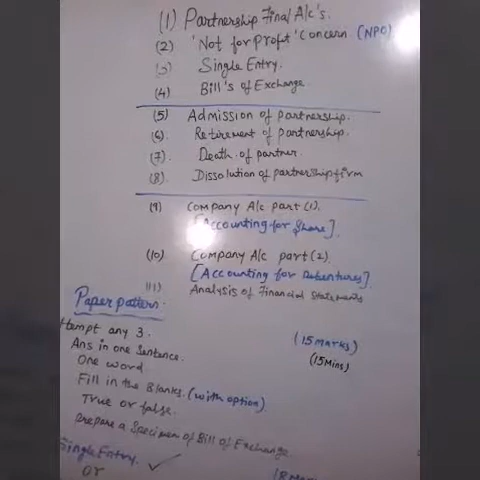 (1) Partnership Final A/c's.
(2) 'Not for Profit' Concern (NPO)
(3) Single Entry.
(4) Bill's of Exchange
(5) Admission of partnership.
(6) Retirement of partnership.
(7) Death of partner.
(8) Dissolution of partnership firm
(9) Company A/c part (1).
[Accounting for Share]
(10) Company A/c part (2)
[Accounting for Debentures]
(11) Analysis of Financial statements
Paper pattern.
ttempt any 3.
(15 MARKS)
Ans in one Sentence.
(15 Mins)
One word
Fill in the Blanks. (with option)
True or false.
Prepare a Specimen of Bill of Exchange
Single Entry. ✓
or